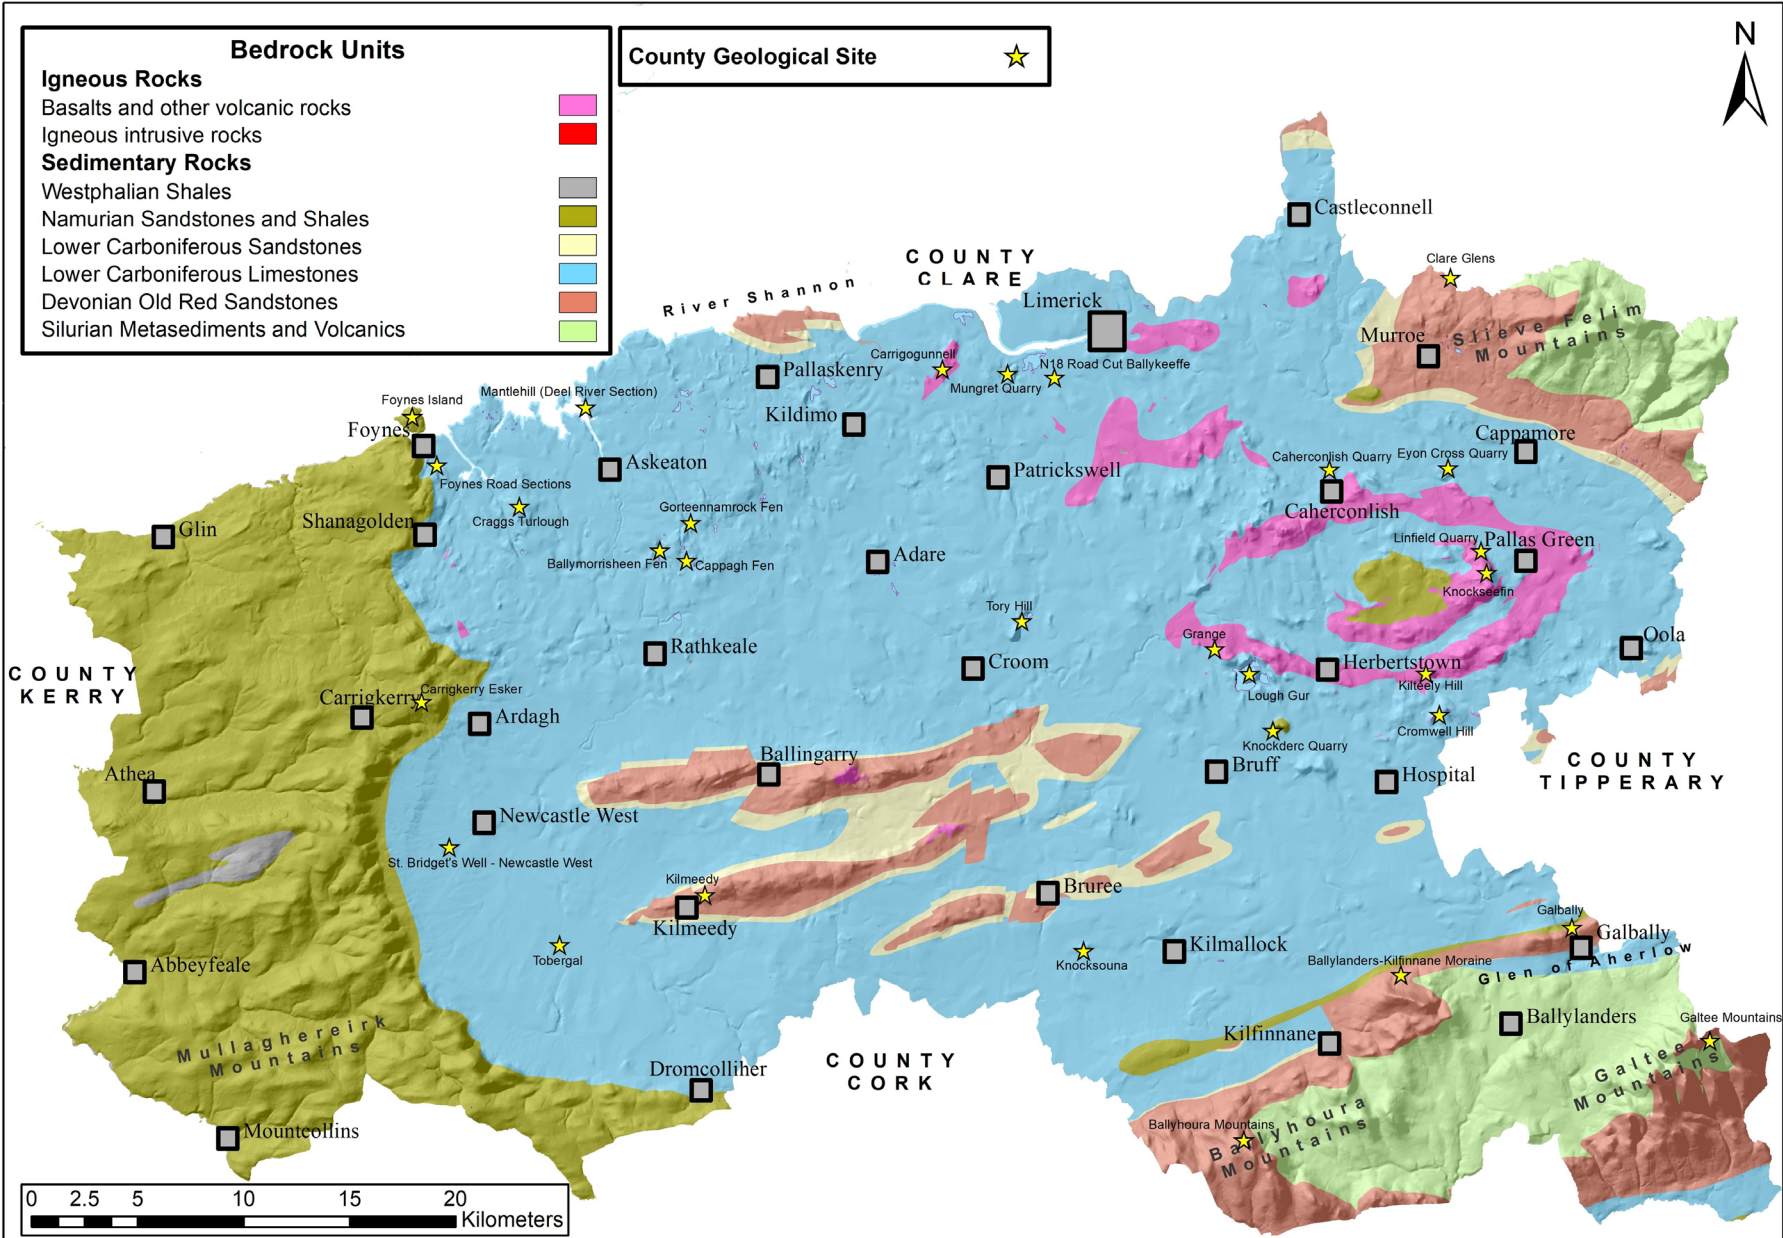 Bedrock Units
Igneous Rocks
Basalts and other volcanic rocks
Igneous intrusive rocks
Sedimentary Rocks
Westphalian Shales
Namurian Sandstones and Shales
Lower Carboniferous Sandstones
Lower Carboniferous Limestones
Devonian Old Red Sandstones
Silurian Metasediments and Volcanics
County Geological Site
N
Castleconnell
COUNTY
CLARE
River Shannon
Limerick
Clare Glens
Murroe
Slieve Felim
Mountains
Carrigogunnell
Pallaskenry
Mungret Quarry
N18 Road Cut Ballykeeffe
Mantlehill (Deel River Section)
Foynes Island
Foynes
Kildimo
Cappamore
Caherconlish Quarry
Eyon Cross Quarry
Askeaton
Patrickswell
Foynes Road Sections
Craggs Turlough
Gorteennamrock Fen
Caherconlish
Glin
Shanagolden
Linfield Quarry
Pallas Green
Ballymorrisheen Fen
Cappagh Fen
Adare
Knockseefin
Tory Hill
Grange
Oola
Rathkeale
Croom
Herbertstown
COUNTY
KERRY
Carrigkerry
Carrigkerry Esker
Lough Gur
Kilteely Hill
Ardagh
Cromwell Hill
Knockderc Quarry
Ballingarry
Bruff
Hospital
COUNTY
TIPPERARY
Athea
Newcastle West
St. Bridget's Well - Newcastle West
Kilmeedy
Kilmeedy
Bruree
Galbally
Galbally
Tobergal
Knocksouna
Kilmallock
Ballylanders-Kilfinnane Moraine
Glen of Aherlow
Abbeyfeale
Ballylanders
Galtee Mountains
Mullaghereirk
Mountains
Kilfinnane
Galtee
Mountains
Dromcolliher
COUNTY
CORK
Mountcollins
Ballyhoura Mountains
Ballyhoura
Mountains
0 2.5 5 10 15 20
Kilometers